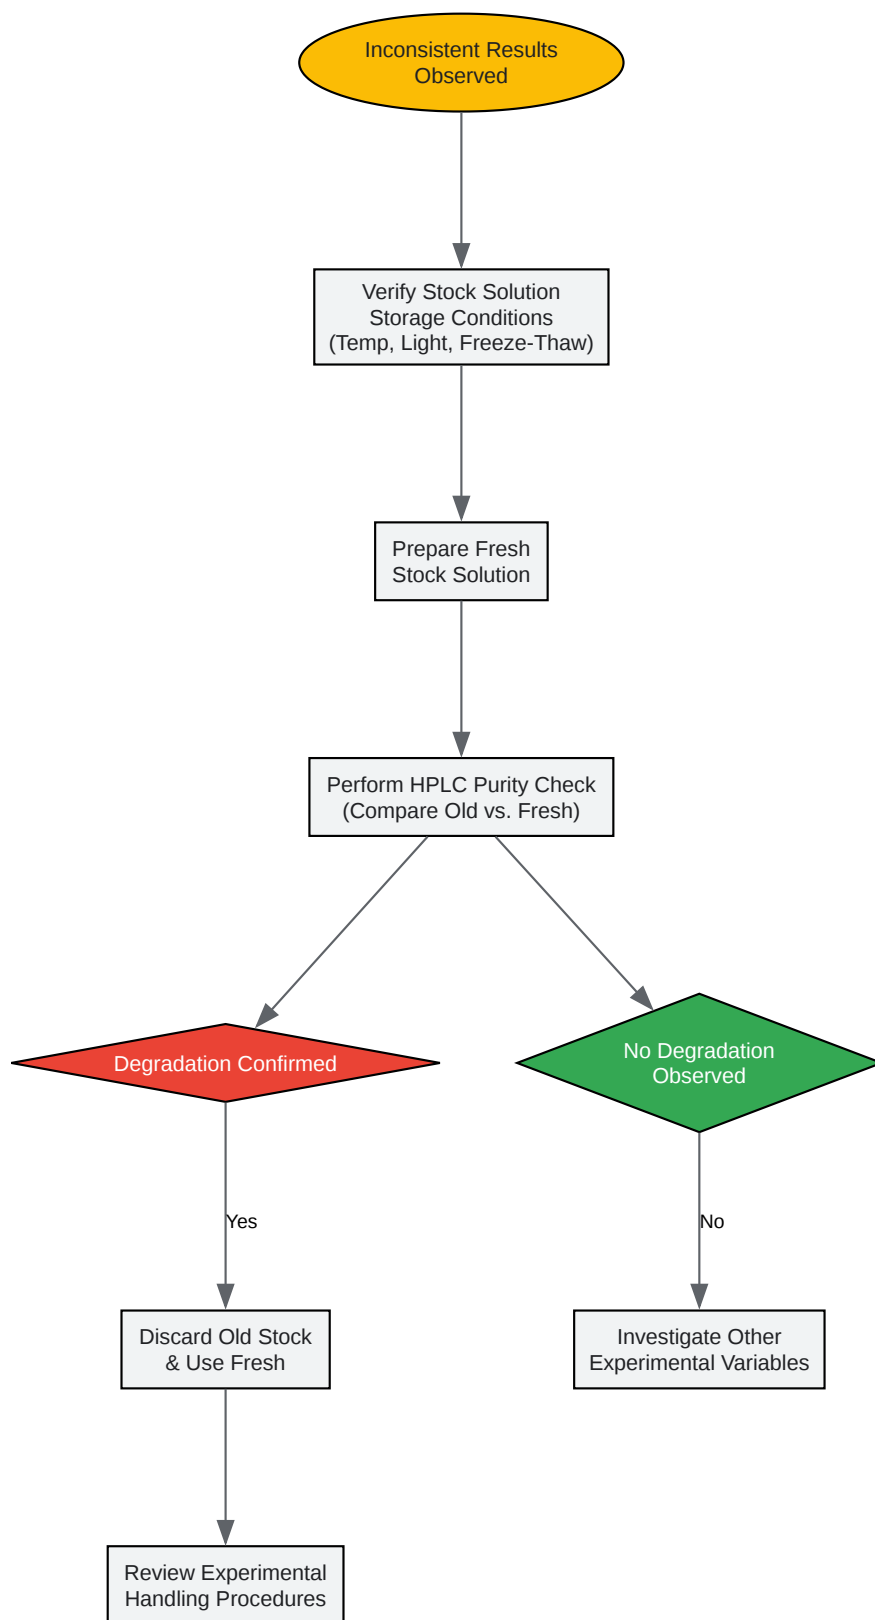 Inconsistent Results
Observed
Verify Stock Solution
Storage Conditions
(Temp, Light, Freeze-Thaw)
Prepare Fresh
Stock Solution
Perform HPLC Purity Check
(Compare Old vs. Fresh)
Degradation Confirmed
No Degradation
Observed
Yes
No
Discard Old Stock
& Use Fresh
Investigate Other
Experimental Variables
Review Experimental
Handling Procedures